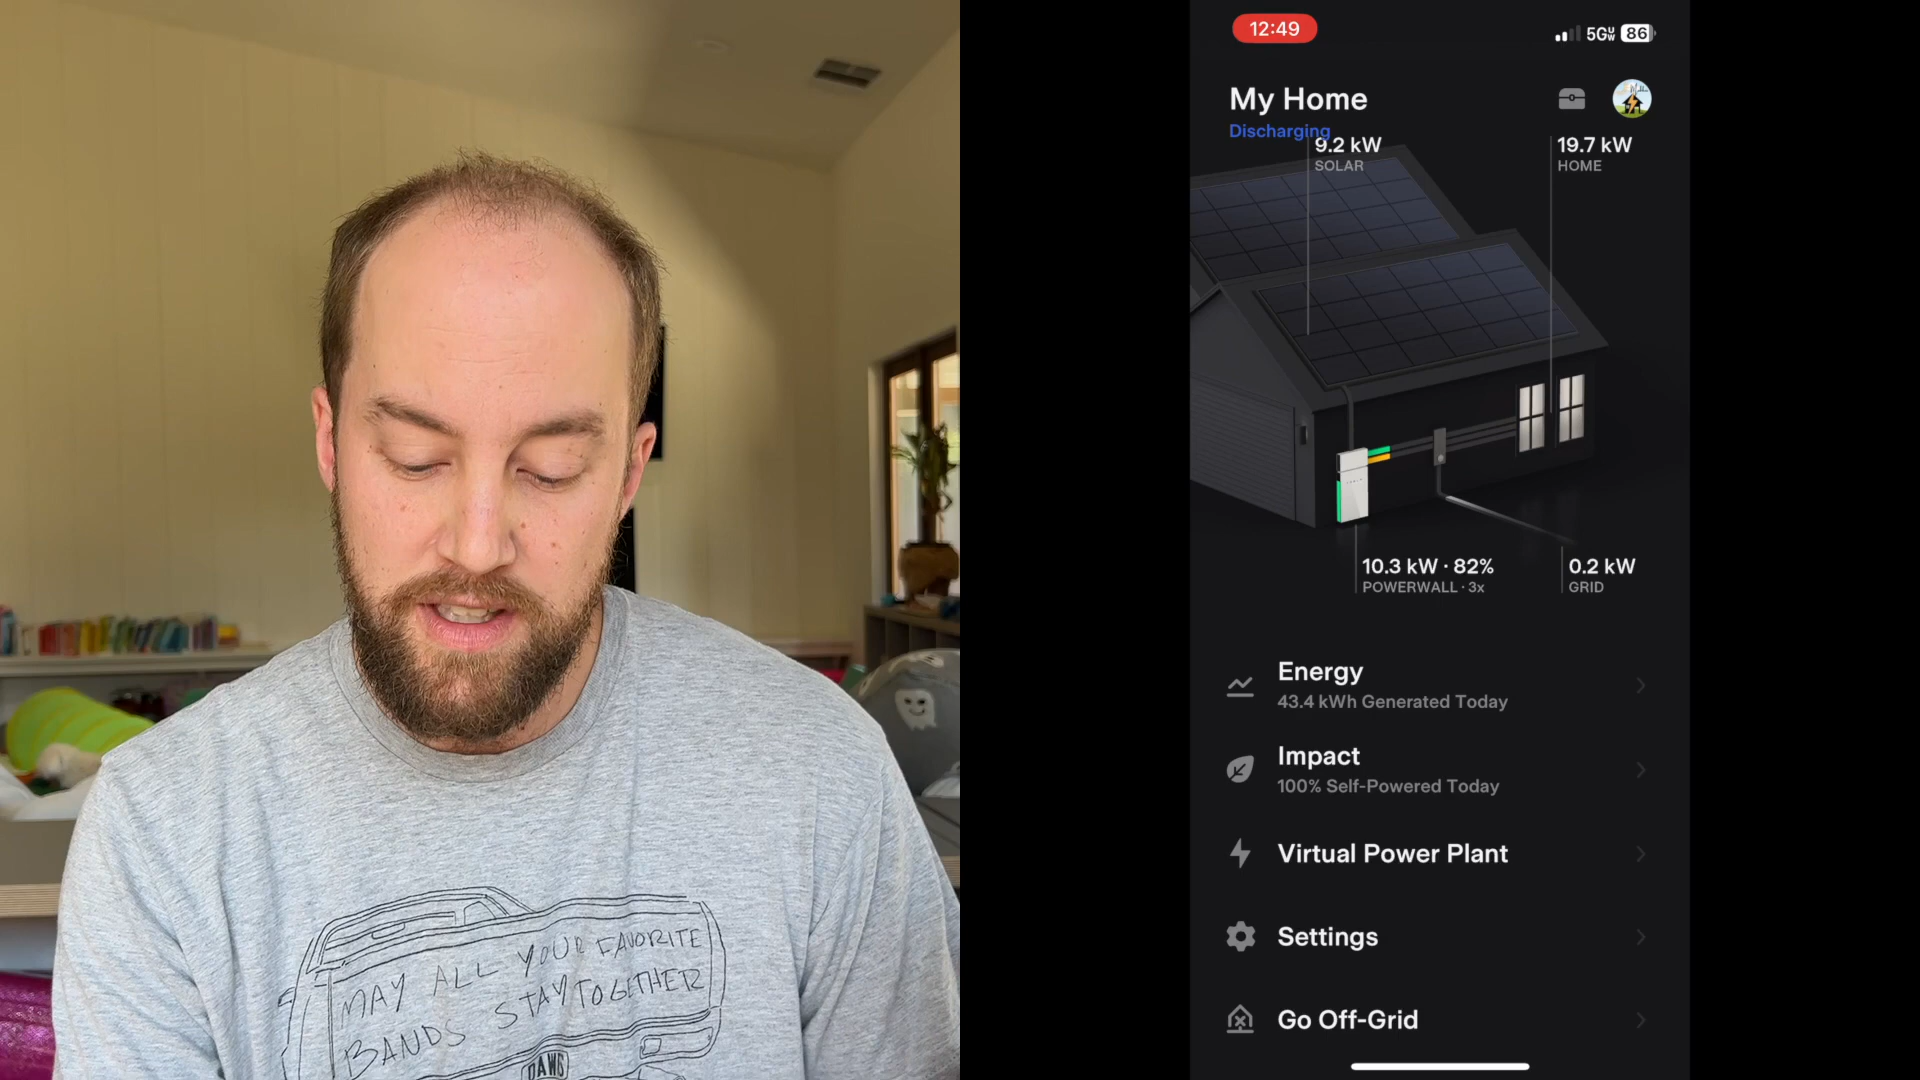 MAY ALL YOUR FAVORITE
BANDS STAY TOGETHER
DAWES
12:49
5G UW 86
My Home
Discharging
9.2 kW
SOLAR
19.7 kW
HOME
10.3 kW · 82%
POWERWALL · 3x
0.2 kW
GRID
Energy
43.4 kWh Generated Today
Impact
100% Self-Powered Today
Virtual Power Plant
Settings
Go Off-Grid